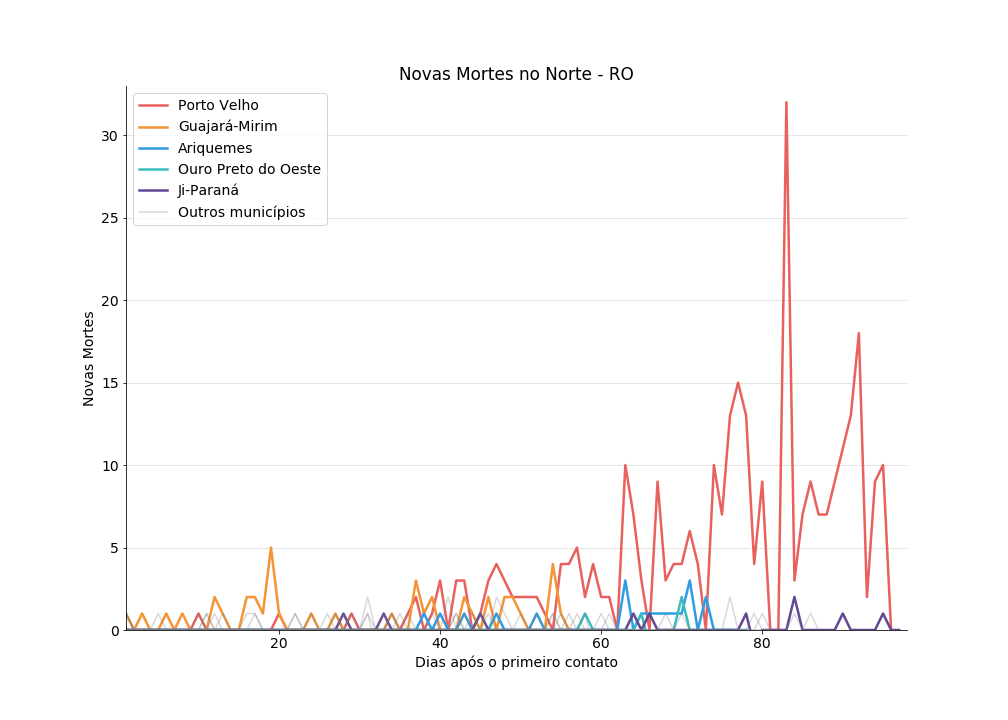 Novas Mortes no Norte - RO
Porto Velho
Guajará-Mirim
Ariquemes
Ouro Preto do Oeste
Ji-Paraná
Outros municípios
30
25
20
15
10
5
0
Novas Mortes
20
40
60
80
Dias após o primeiro contato